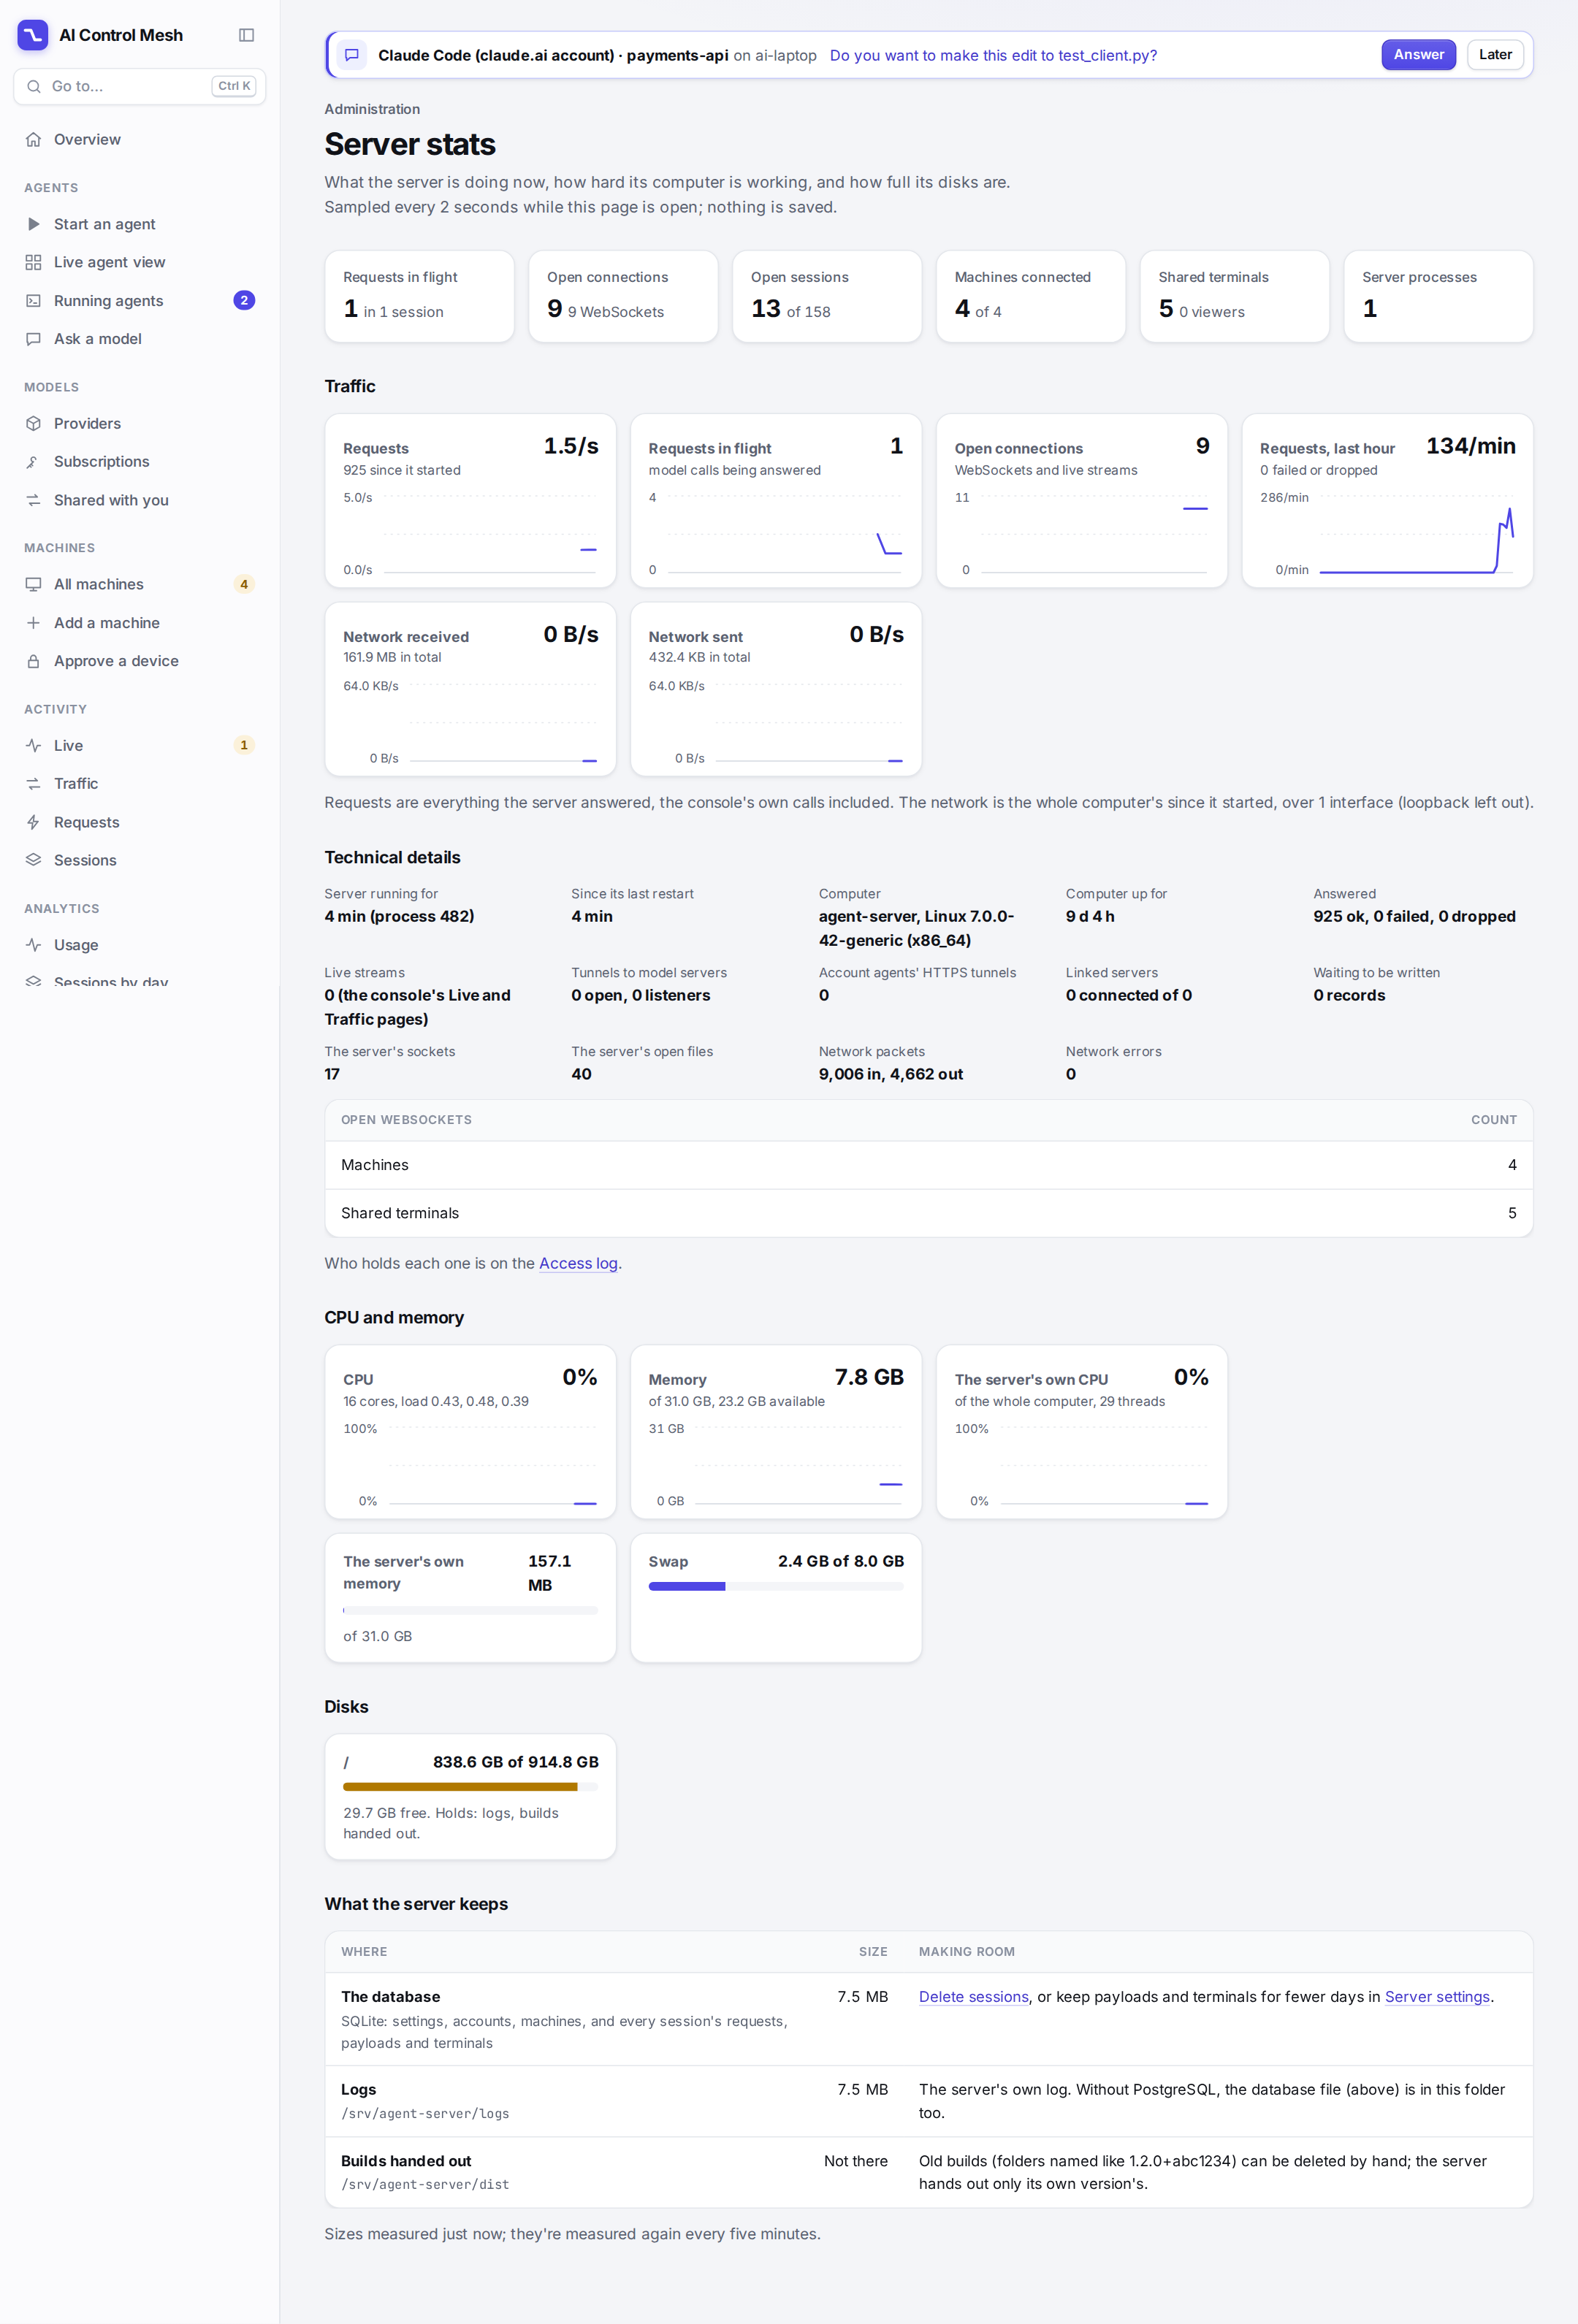 AI Control Mesh
Go to...
Ctrl K
Overview
AGENTS
Start an agent
Live agent view
Running agents
2
Ask a model
MODELS
Providers
Subscriptions
Shared with you
MACHINES
All machines
4
Add a machine
Approve a device
ACTIVITY
Live
1
Traffic
Requests
Sessions
ANALYTICS
Usage
Sessions by day
Claude Code (claude.ai account) · payments-api on ai-laptop Do you want to make this edit to test_client.py?
Answer
Later
Administration
Server stats
What the server is doing now, how hard its computer is working, and how full its disks are.
Sampled every 2 seconds while this page is open; nothing is saved.
Requests in flight
1 in 1 session
Open connections
9 9 WebSockets
Open sessions
13 of 158
Machines connected
4 of 4
Shared terminals
5 0 viewers
Server processes
1
Traffic
Requests 1.5/s
925 since it started
5.0/s
0.0/s
Requests in flight 1
model calls being answered
4
0
Open connections 9
WebSockets and live streams
11
0
Requests, last hour 134/min
0 failed or dropped
286/min
0/min
Network received 0 B/s
161.9 MB in total
64.0 KB/s
0 B/s
Network sent 0 B/s
432.4 KB in total
64.0 KB/s
0 B/s
Requests are everything the server answered, the console's own calls included. The network is the whole computer's since it started, over 1 interface (loopback left out).
Technical details
Server running for
4 min (process 482)
Since its last restart
4 min
Computer
agent-server, Linux 7.0.0-
42-generic (x86_64)
Computer up for
9 d 4 h
Answered
925 ok, 0 failed, 0 dropped
Live streams
0 (the console's Live and
Traffic pages)
Tunnels to model servers
0 open, 0 listeners
Account agents' HTTPS tunnels
0
Linked servers
0 connected of 0
Waiting to be written
0 records
The server's sockets
17
The server's open files
40
Network packets
9,006 in, 4,662 out
Network errors
0
OPEN WEBSOCKETS COUNT
Machines 4
Shared terminals 5
Who holds each one is on the Access log.
CPU and memory
CPU 0%
16 cores, load 0.43, 0.48, 0.39
100%
0%
Memory 7.8 GB
of 31.0 GB, 23.2 GB available
31 GB
0 GB
The server's own CPU 0%
of the whole computer, 29 threads
100%
0%
The server's own
memory
157.1
MB
of 31.0 GB
Swap 2.4 GB of 8.0 GB
Disks
/ 838.6 GB of 914.8 GB
29.7 GB free. Holds: logs, builds
handed out.
What the server keeps
WHERE SIZE MAKING ROOM
The database 7.5 MB Delete sessions, or keep payloads and terminals for fewer days in Server settings.
SQLite: settings, accounts, machines, and every session's requests,
payloads and terminals
Logs 7.5 MB The server's own log. Without PostgreSQL, the database file (above) is in this folder
too.
/srv/agent-server/logs
Builds handed out Not there Old builds (folders named like 1.2.0+abc1234) can be deleted by hand; the server
hands out only its own version's.
/srv/agent-server/dist
Sizes measured just now; they're measured again every five minutes.